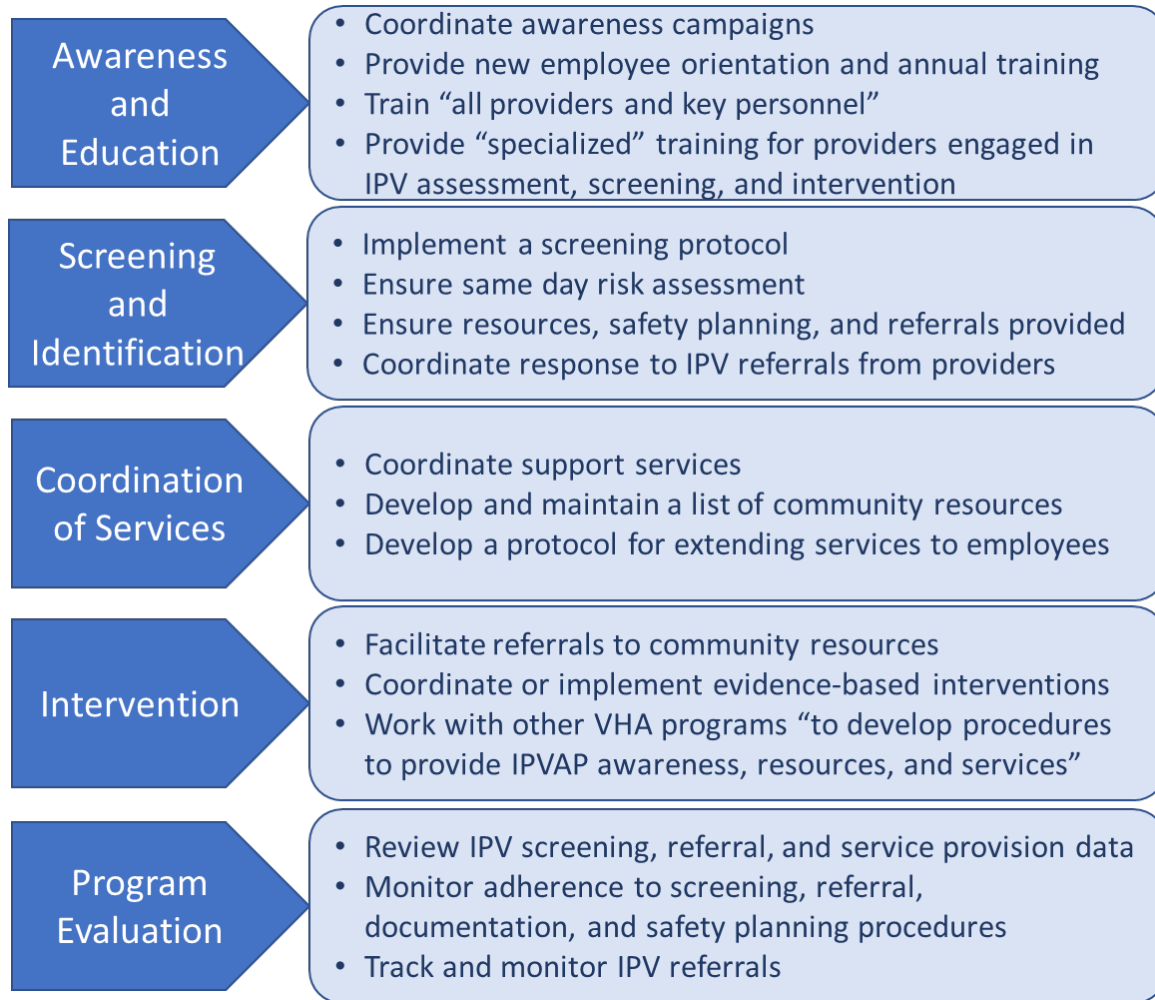 Awareness
and
Education
• Coordinate awareness campaigns
• Provide new employee orientation and annual training
• Train “all providers and key personnel”
• Provide “specialized” training for providers engaged in
IPV assessment, screening, and intervention
Screening
and
Identification
• Implement a screening protocol
• Ensure same day risk assessment
• Ensure resources, safety planning, and referrals provided
• Coordinate response to IPV referrals from providers
Coordination
of Services
• Coordinate support services
• Develop and maintain a list of community resources
• Develop a protocol for extending services to employees
Intervention
• Facilitate referrals to community resources
• Coordinate or implement evidence-based interventions
• Work with other VHA programs “to develop procedures
to provide IPVAP awareness, resources, and services”
Program
Evaluation
• Review IPV screening, referral, and service provision data
• Monitor adherence to screening, referral,
documentation, and safety planning procedures
• Track and monitor IPV referrals